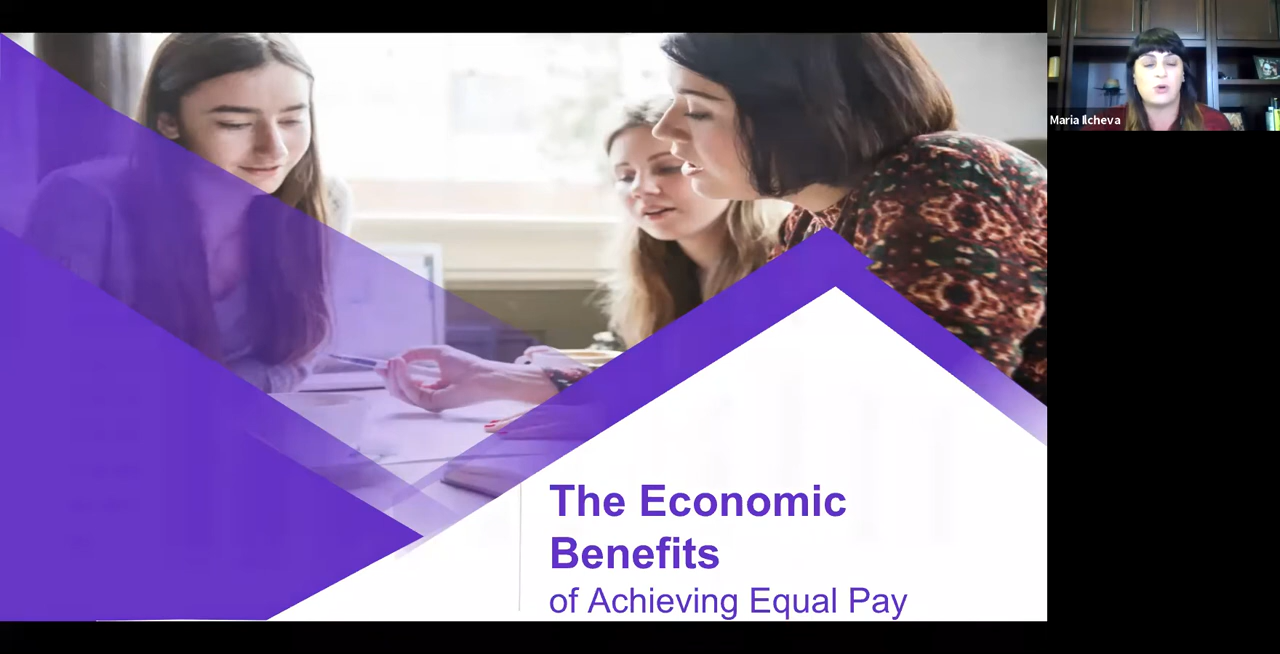 Maria Ilcheva
The Economic
Benefits
of Achieving Equal Pay